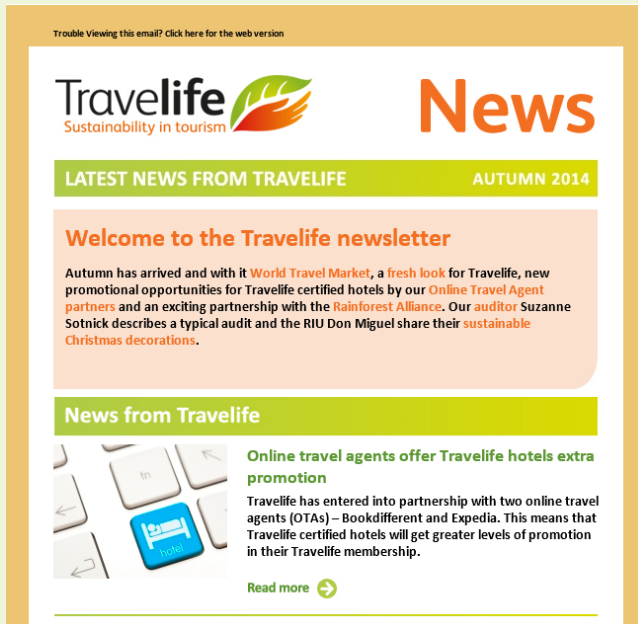 Trouble Viewing this email? Click here for the web version
Travelife
Sustainability in tourism
News
LATEST NEWS FROM TRAVELIFE AUTUMN 2014
Welcome to the Travelife newsletter
Autumn has arrived and with it World Travel Market, a fresh look for Travelife, new
promotional opportunities for Travelife certified hotels by our Online Travel Agent
partners and an exciting partnership with the Rainforest Alliance. Our auditor Suzanne
Sotnick describes a typical audit and the RIU Don Miguel share their sustainable
Christmas decorations.
News from Travelife
fn
hotel
Online travel agents offer Travelife hotels extra
promotion
Travelife has entered into partnership with two online travel
agents (OTAs) – Bookdifferent and Expedia. This means that
Travelife certified hotels will get greater levels of promotion
in their Travelife membership.
Read more